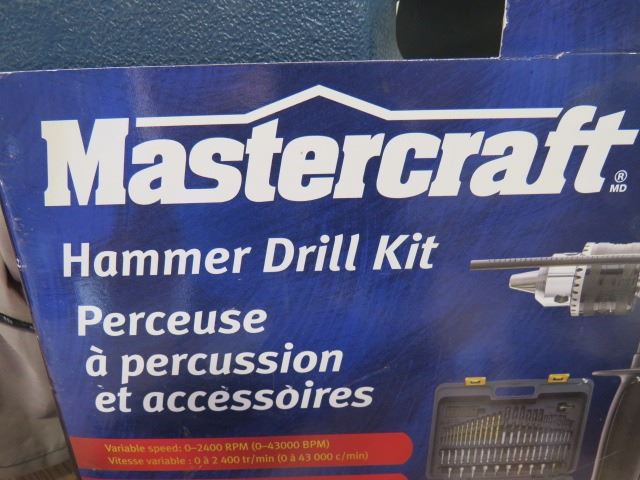 Mastercraft ®
MD
Hammer Drill Kit
Perceuse
à percussion
et accessoires
Variable speed: 0–2400 RPM (0–43000 BPM)
Vitesse variable : 0 à 2 400 tr/min (0 à 43 000 c/min)